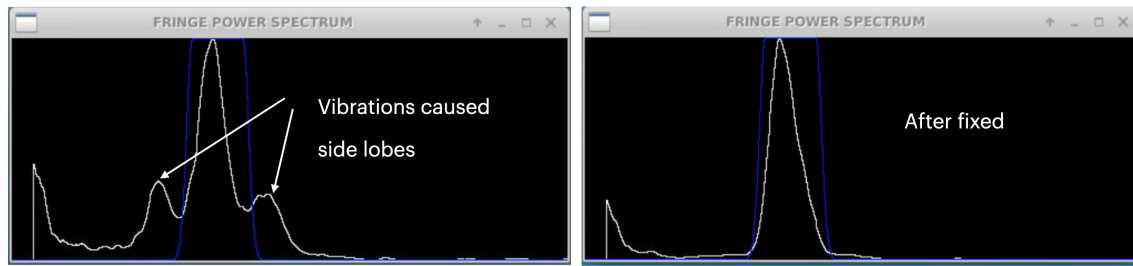 FRINGE POWER SPECTRUM
Vibrations caused
side lobes
FRINGE POWER SPECTRUM
After fixed